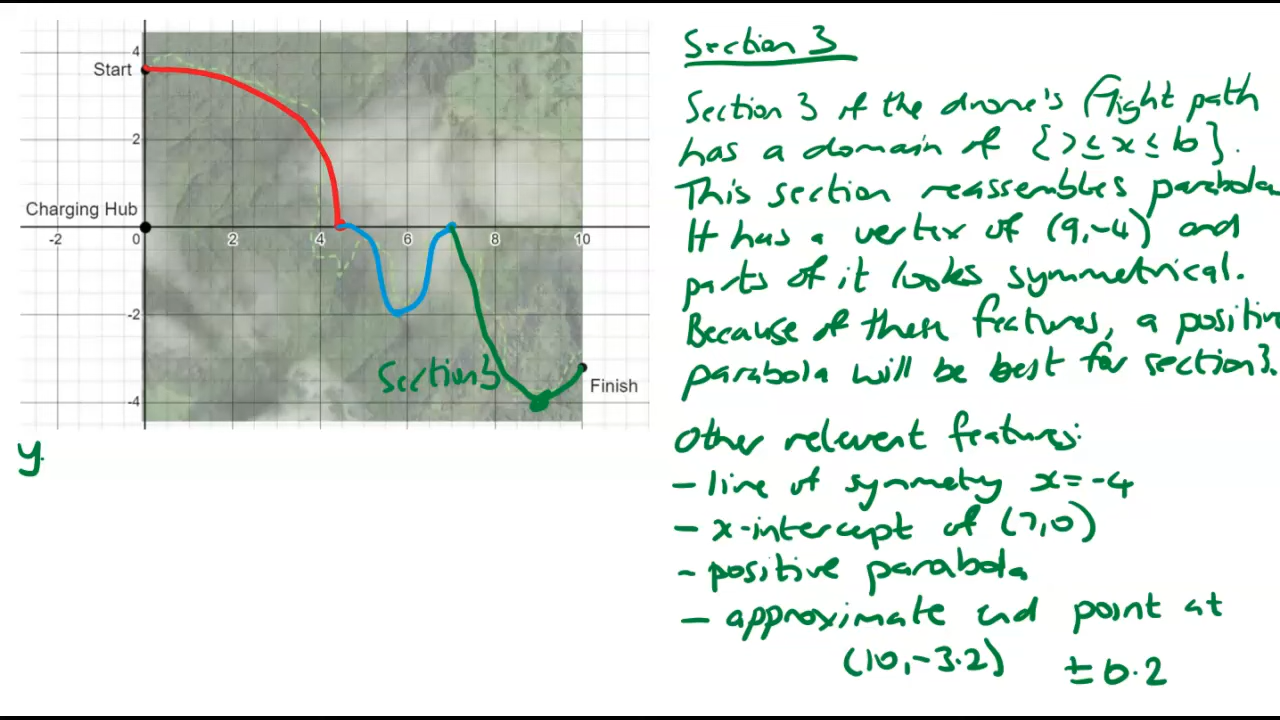 Section 3
Section 3 of the drone's flight path
has a domain of {7≤x≤10}.
This section reassembles parabola
It has a vertex of (9,-4) and
parts of it looks symmetrical.
Because of these features, a positive
parabola will be best for section 3.
Other relevent features:
- line of symmetry x=-4
- x-intercept of (7,0)
- positive parabola
- approximate end point at
(10,-3.2) ±0.2
4
Start
2
Charging Hub
-2 0 2 4 6 8 10
-2
Section 3
Finish
-4
y